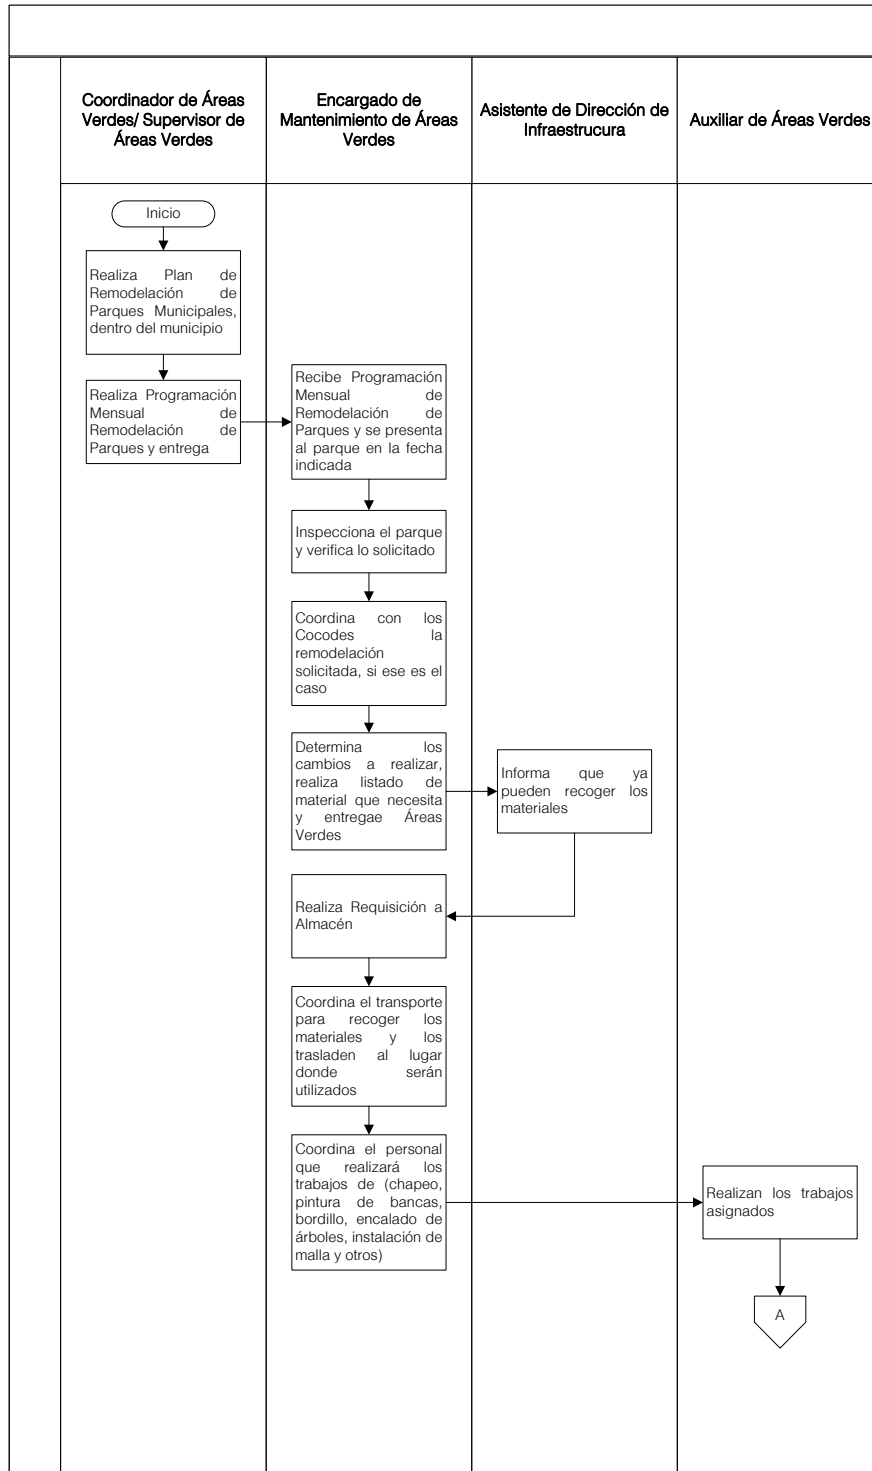 Coordinador de Áreas
Verdes/ Supervisor de
Áreas Verdes
Encargado de
Mantenimiento de Áreas
Verdes
Asistente de Dirección de
Infraestrucura
Auxiliar de Áreas Verdes
Inicio
Realiza Plan de
Remodelación de
Parques Municipales,
dentro del municipio
Realiza Programación
Mensual de
Remodelación de
Parques y entrega
Recibe Programación
Mensual de
Remodelación de
Parques y se presenta
al parque en la fecha
indicada
Inspecciona el parque
y verifica lo solicitado
Coordina con los
Cocodes la
remodelación
solicitada, si ese es el
caso
Determina los
cambios a realizar,
realiza listado de
material que necesita
y entregae Áreas
Verdes
Informa que ya
pueden recoger los
materiales
Realiza Requisición a
Almacén
Coordina el transporte
para recoger los
materiales y los
trasladen al lugar
donde serán
utilizados
Coordina el personal
que realizará los
trabajos de (chapeo,
pintura de bancas,
bordillo, encalado de
árboles, instalación de
malla y otros)
Realizan los trabajos
asignados
A